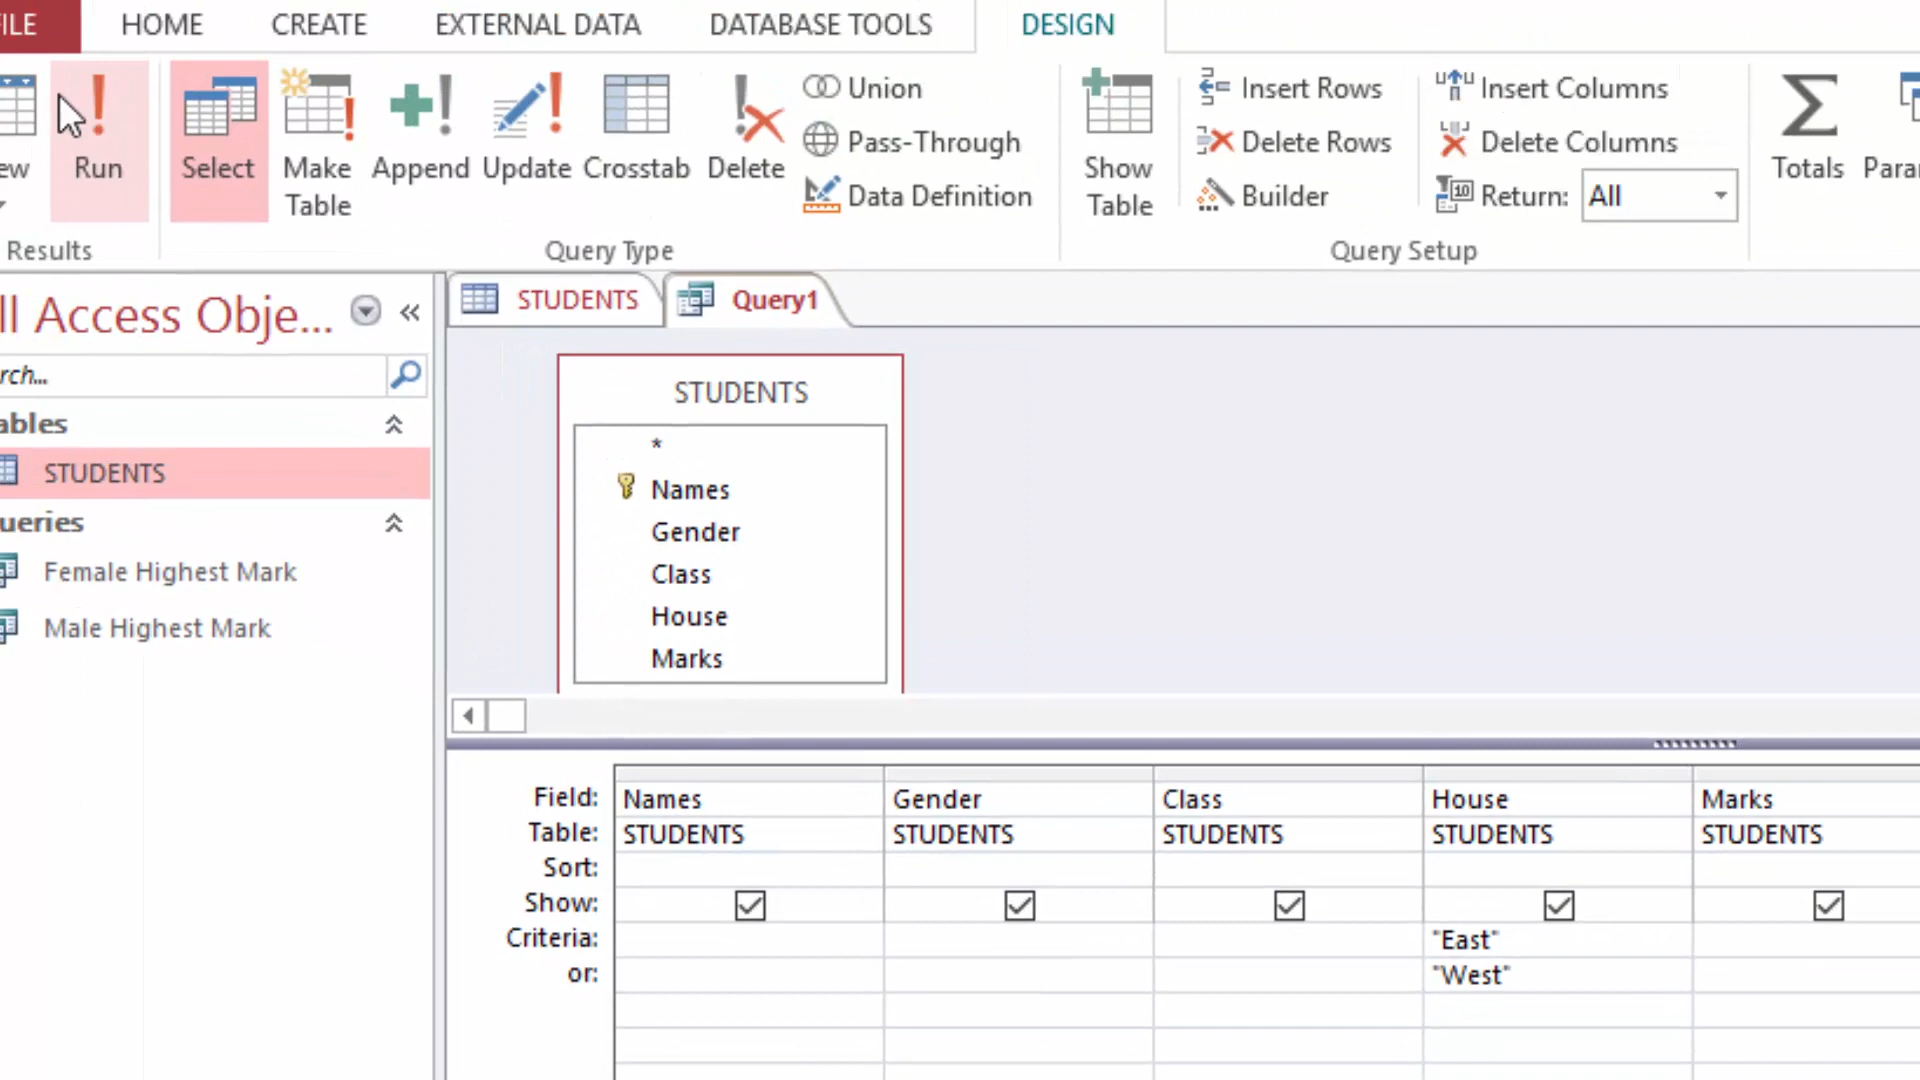 FILE HOME CREATE EXTERNAL DATA DATABASE TOOLS DESIGN
Run
Select
Make Table
Append
Update
Crosstab
Delete
Union
Pass-Through
Data Definition
Show Table
Insert Rows
Delete Rows
Builder
Insert Columns
Delete Columns
Return: All
Totals
Results
Query Type
Query Setup
ll Access Obje...
rch...
ables
STUDENTS
ueries
Female Highest Mark
Male Highest Mark
STUDENTS
Query1
STUDENTS
*
Names
Gender
Class
House
Marks
Field: Names Gender Class House Marks
Table: STUDENTS STUDENTS STUDENTS STUDENTS STUDENTS
Sort:
Show:
Criteria: "East"
or: "West"